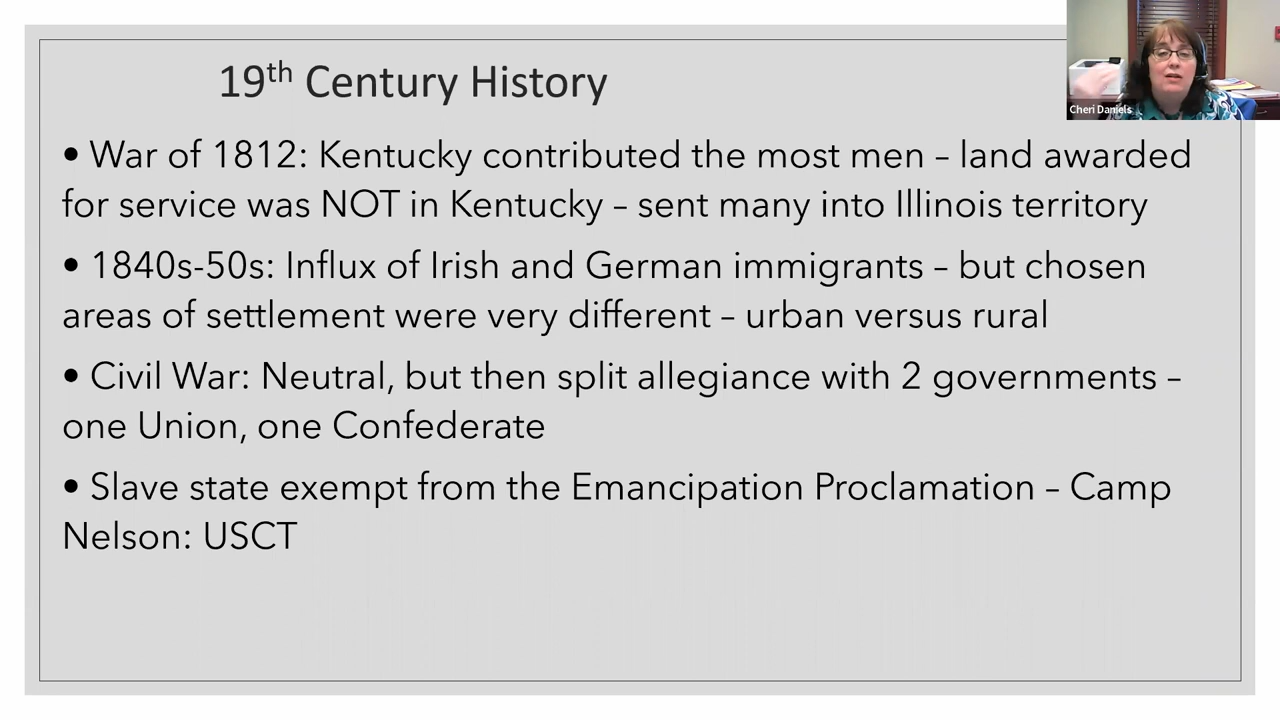 19th Century History
Cheri Daniels
• War of 1812: Kentucky contributed the most men – land awarded
for service was NOT in Kentucky – sent many into Illinois territory
• 1840s-50s: Influx of Irish and German immigrants – but chosen
areas of settlement were very different – urban versus rural
• Civil War: Neutral, but then split allegiance with 2 governments –
one Union, one Confederate
• Slave state exempt from the Emancipation Proclamation – Camp
Nelson: USCT